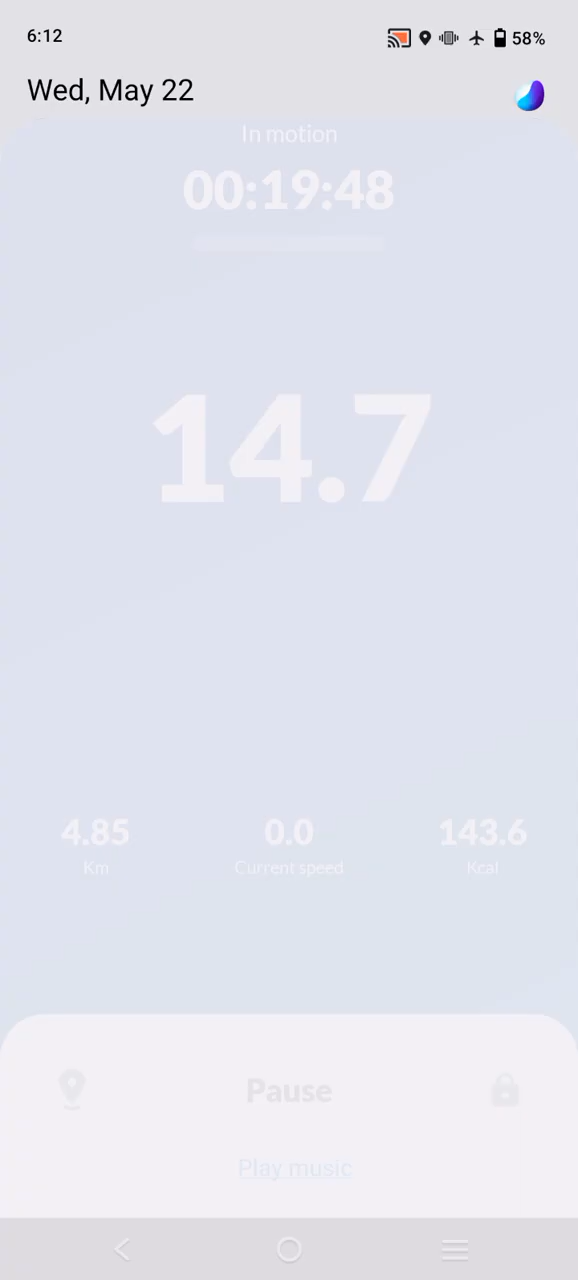 6:12
58%
Wed, May 22
In motion
00:19:48
14.7
4.85
0.0
143.6
Km
Current speed
Kcal
Pause
Play music